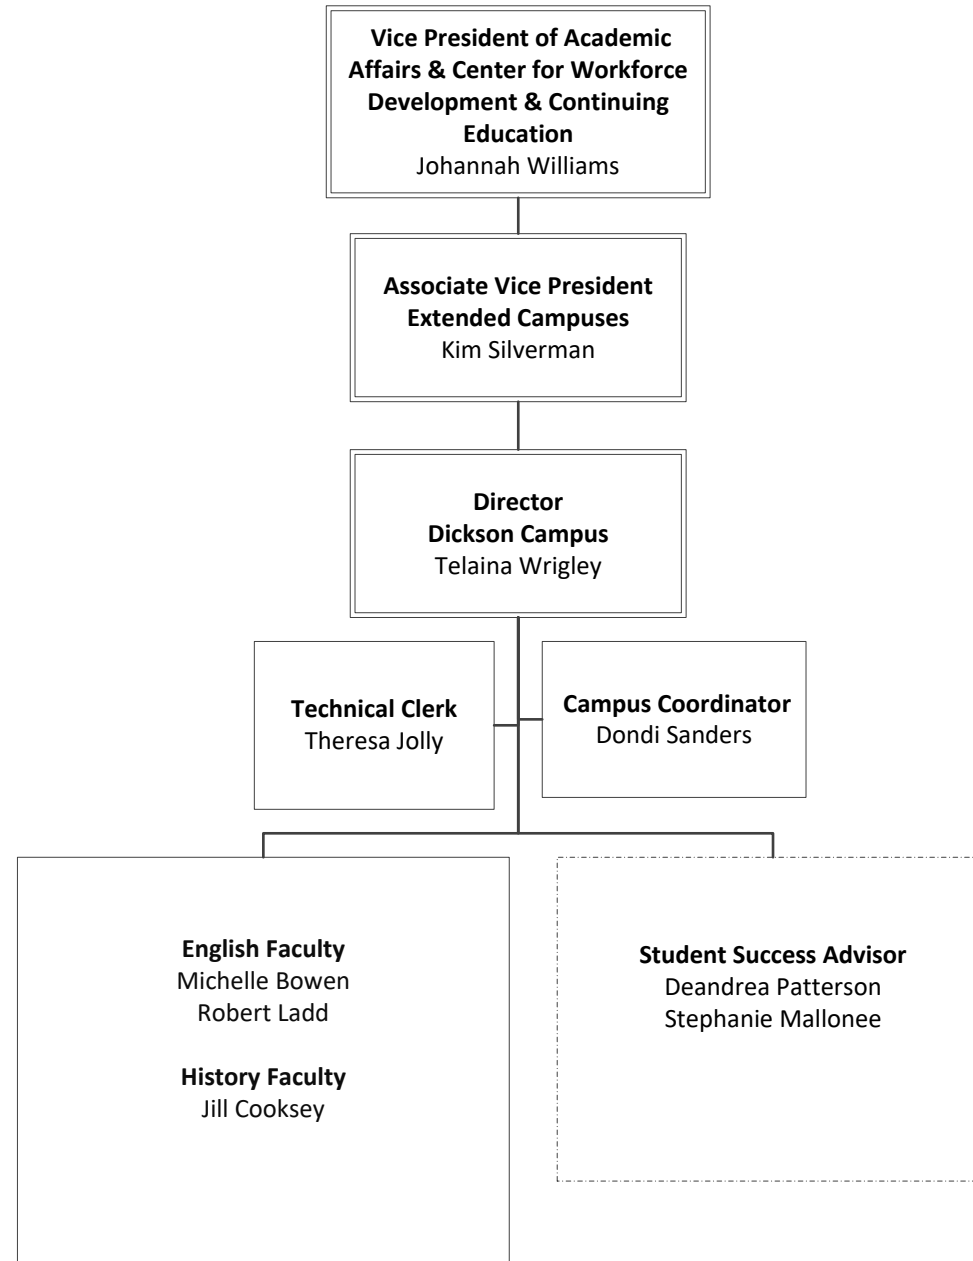 Vice President of Academic
Affairs & Center for Workforce
Development & Continuing
Education
Johannah Williams
Associate Vice President
Extended Campuses
Kim Silverman
Director
Dickson Campus
Telaina Wrigley
Technical Clerk
Theresa Jolly
Campus Coordinator
Dondi Sanders
English Faculty
Michelle Bowen
Robert Ladd
History Faculty
Jill Cooksey
Student Success Advisor
Deandrea Patterson
Stephanie Mallonee